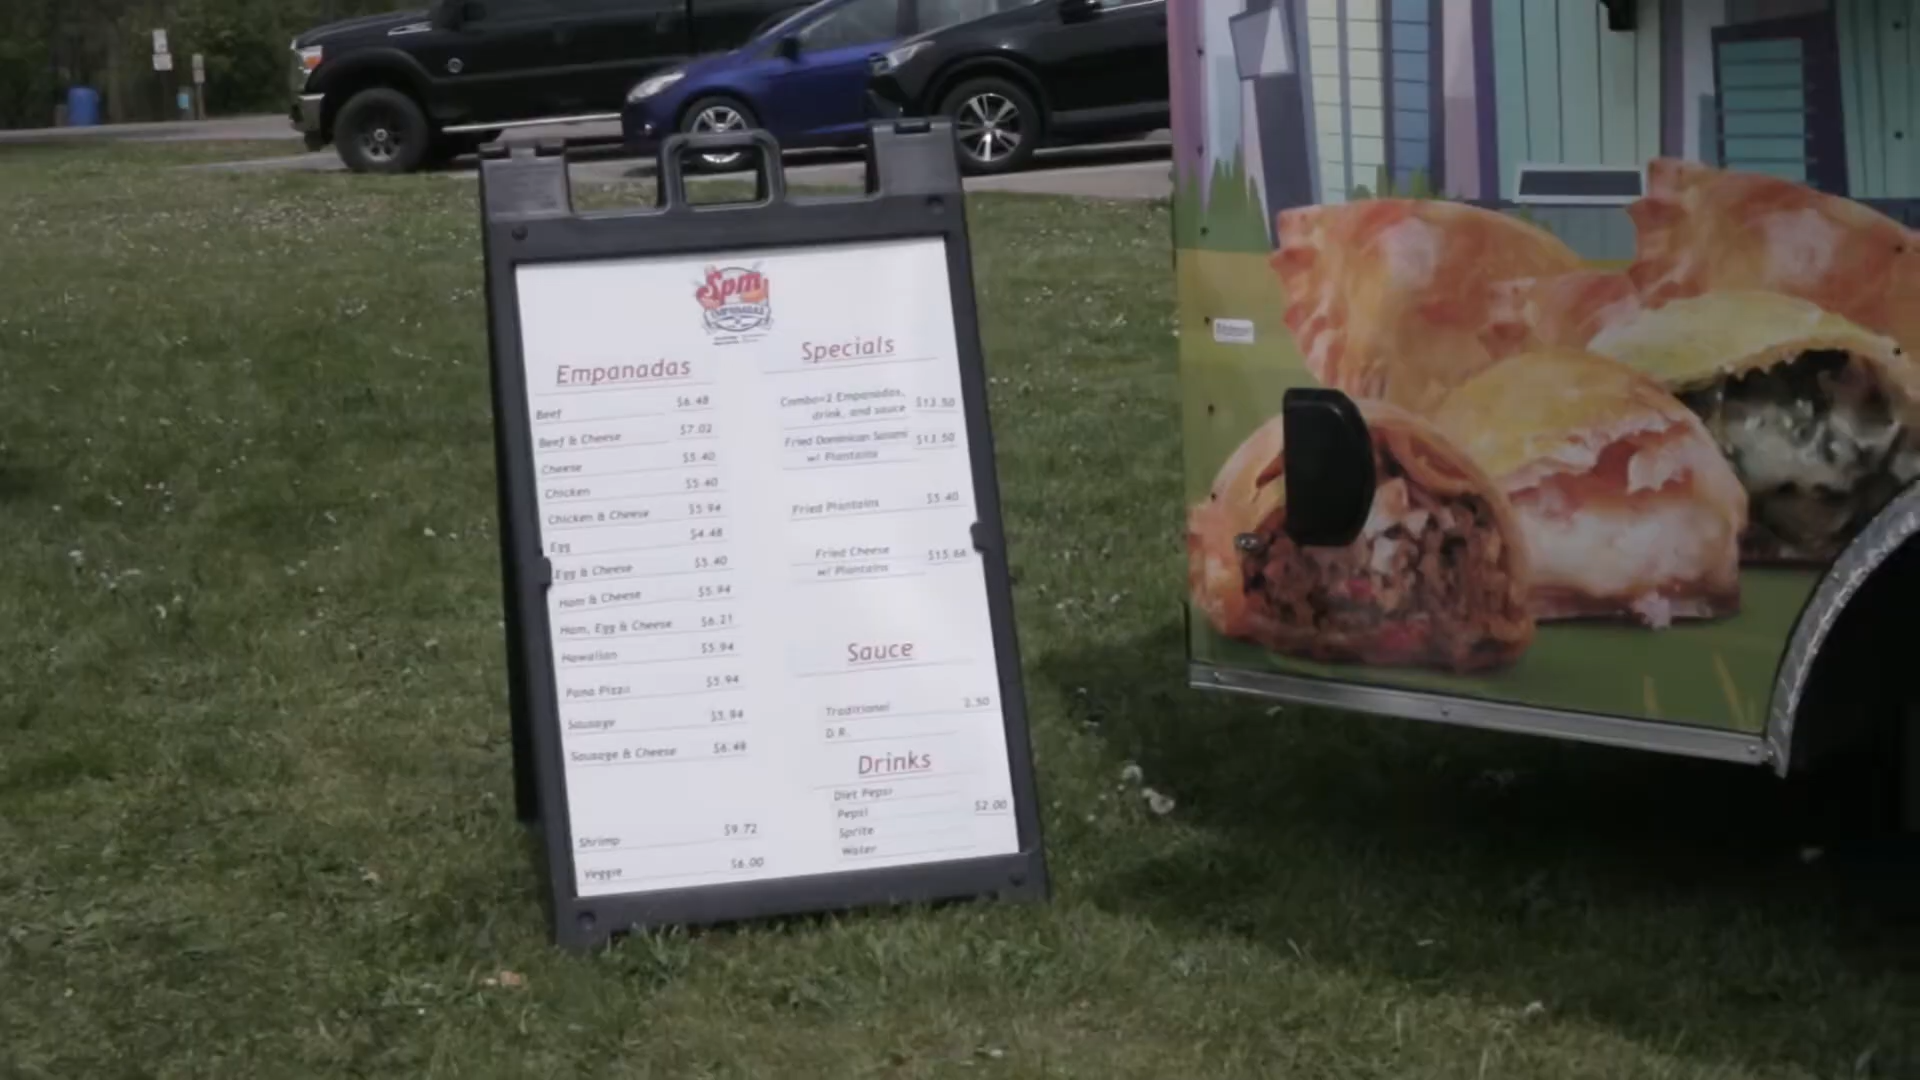 Spm
EMPANADAS
Empanadas
Beef $6.48
Beef & Cheese $7.02
Cheese $5.40
Chicken $5.40
Chicken & Cheese $5.94
Egg $4.48
Egg & Cheese $5.40
Ham & Cheese $5.94
Ham, Egg & Cheese $6.21
Hawaiian $5.94
Pana Pizza $5.94
Sausage $5.94
Sausage & Cheese $6.48
Shrimp $9.72
Veggie $6.00
Specials
Combo=2 Empanadas,
drink, and sauce $13.50
Fried Dominican Salami $13.50
w/ Plantains
Fried Plantains $5.40
Fried Cheese $15.66
w/ Plantains
Sauce
Traditional 2.50
D.R.
Drinks
Diet Pepsi
Pepsi $2.00
Sprite
Water